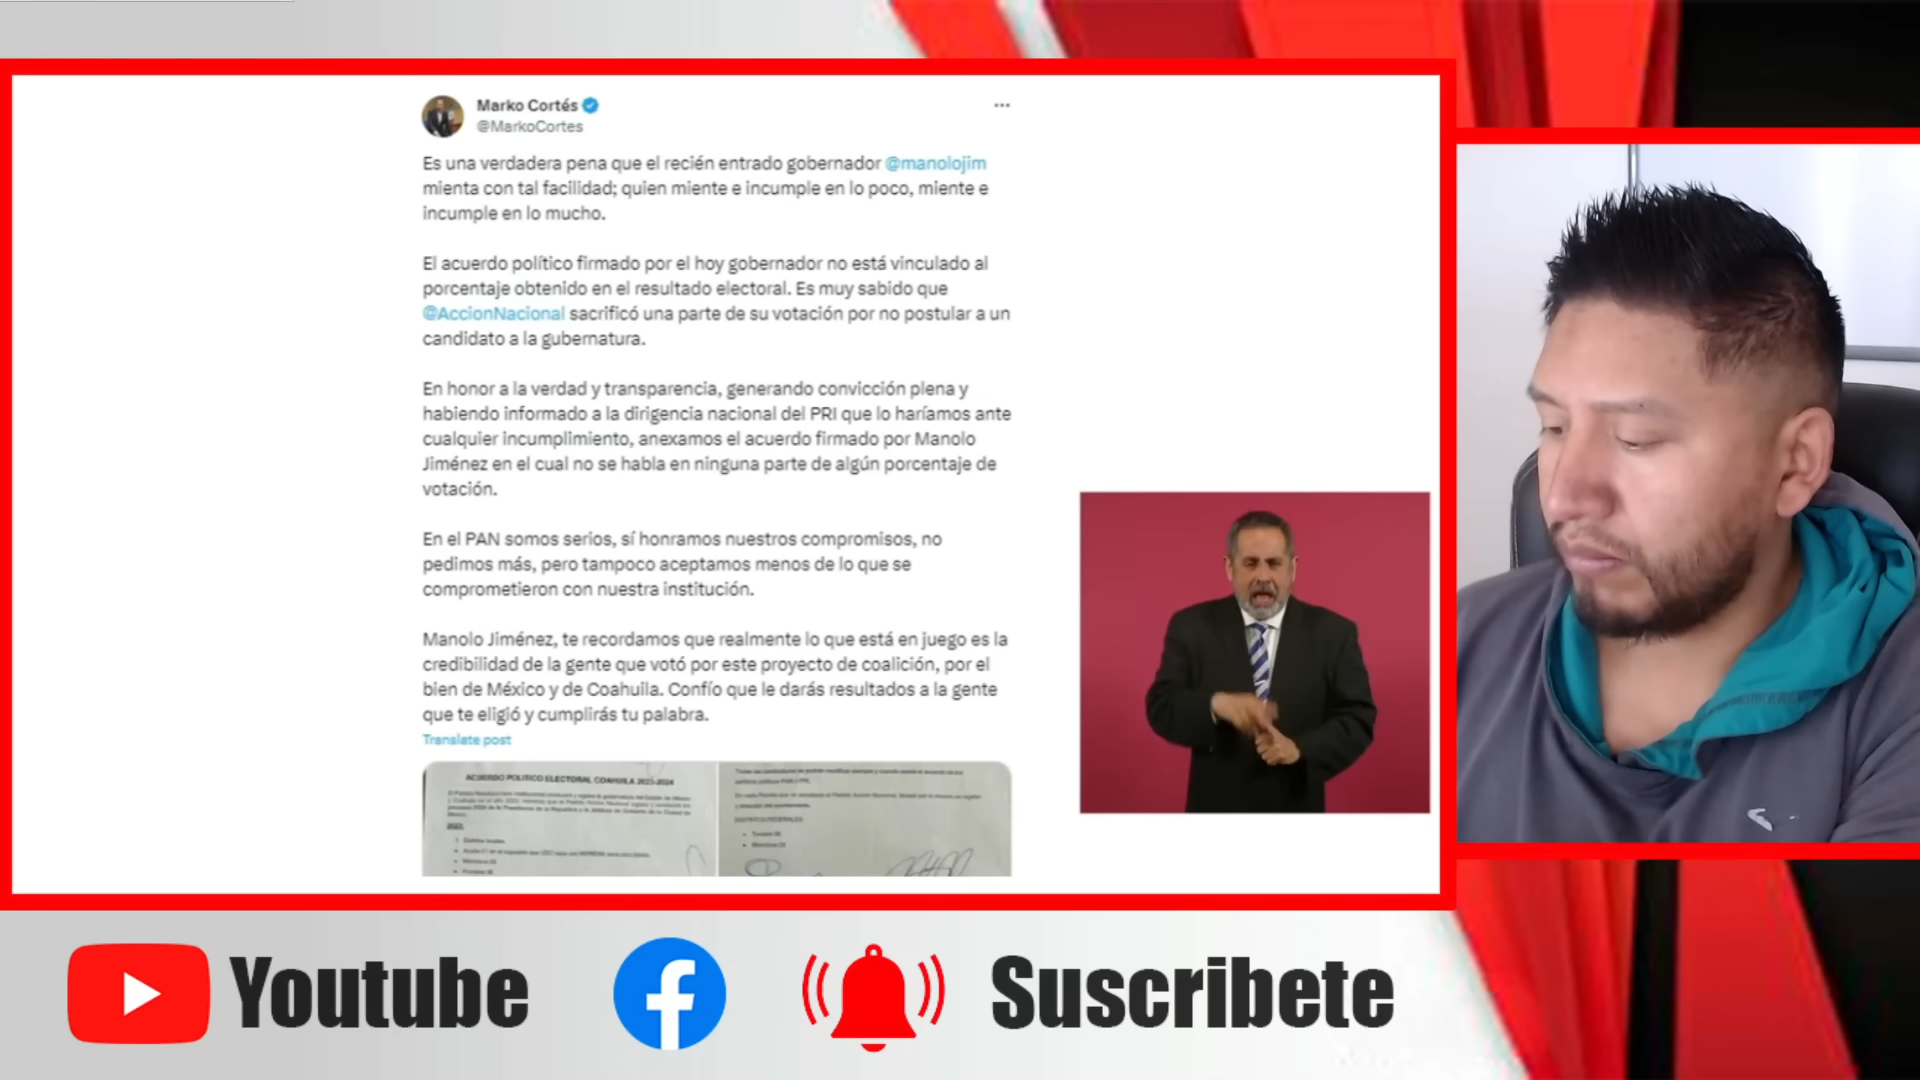 Marko Cortés
@MarkoCortes
Es una verdadera pena que el recién entrado gobernador @manolojim
mienta con tal facilidad; quien miente e incumple en lo poco, miente e
incumple en lo mucho.
El acuerdo político firmado por el hoy gobernador no está vinculado al
porcentaje obtenido en el resultado electoral. Es muy sabido que
@AccionNacional sacrificó una parte de su votación por no postular a un
candidato a la gubernatura.
En honor a la verdad y transparencia, generando convicción plena y
habiendo informado a la dirigencia nacional del PRI que lo haríamos ante
cualquier incumplimiento, anexamos el acuerdo firmado por Manolo
Jiménez en el cual no se habla en ninguna parte de algún porcentaje de
votación.
En el PAN somos serios, sí honramos nuestros compromisos, no
pedimos más, pero tampoco aceptamos menos de lo que se
comprometieron con nuestra institución.
Manolo Jiménez, te recordamos que realmente lo que está en juego es la
credibilidad de la gente que votó por este proyecto de coalición, por el
bien de México y de Coahuila. Confío que le darás resultados a la gente
que te eligió y cumplirás tu palabra.
Translate post
ACUERDO POLITICO ELECTORAL COAHUILA 2023-2024
DISTRITOS FEDERALES
Youtube
Suscribete